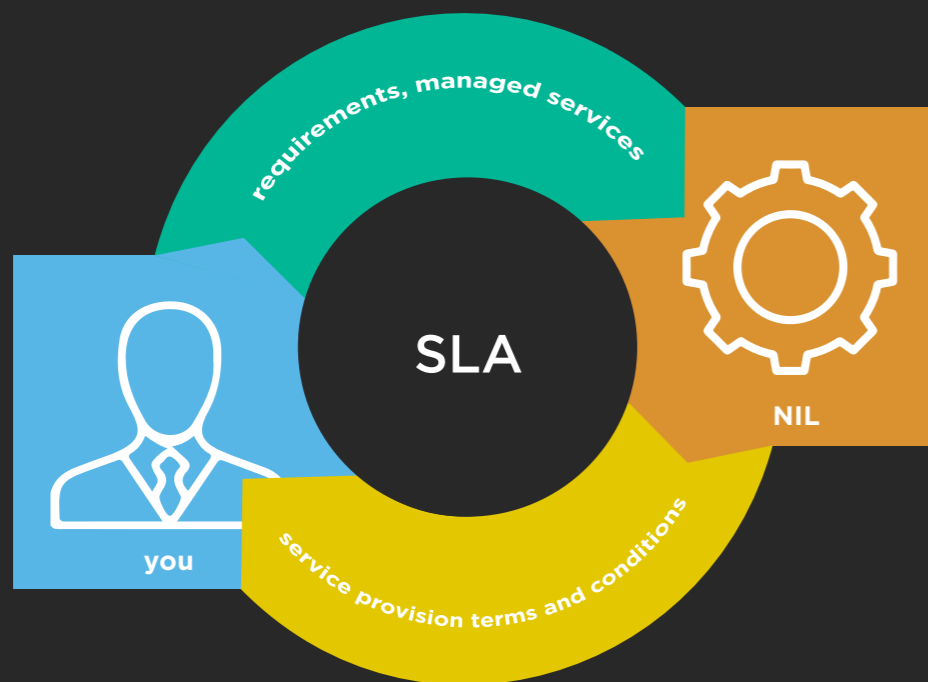 requirements, managed services
SLA
NIL
you
service provision terms and conditions